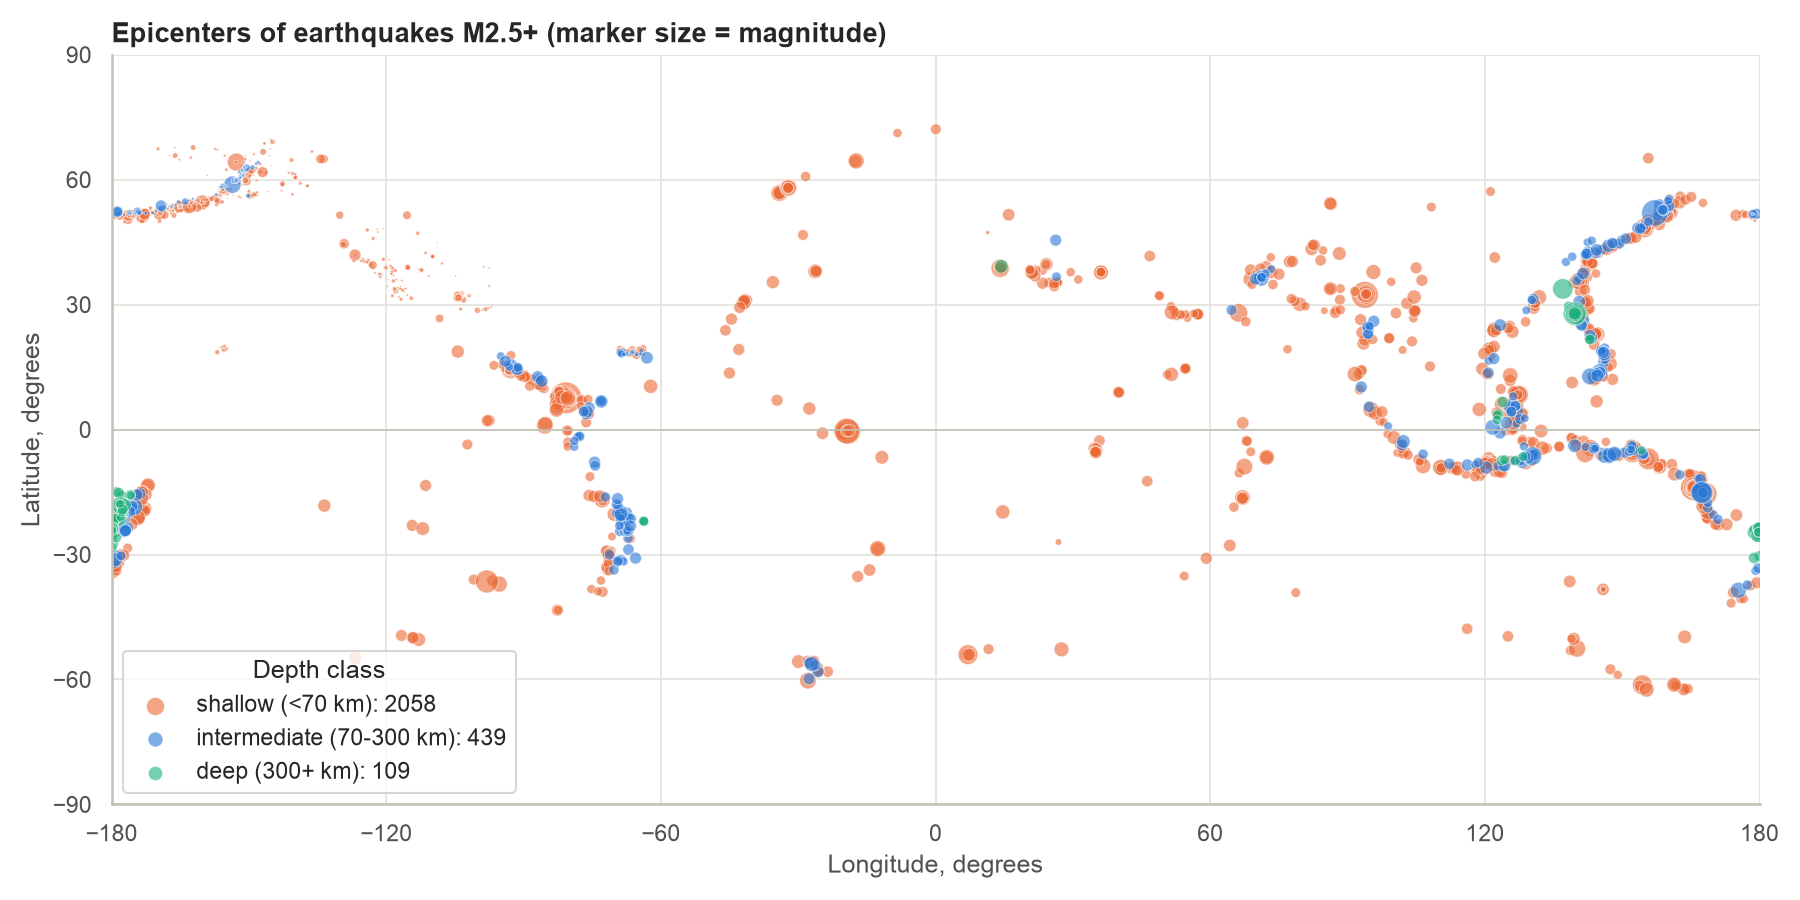 Epicenters of earthquakes M2.5+ (marker size = magnitude)
90
60
30
0
−30
−60
−90
Latitude, degrees
Depth class
shallow (<70 km): 2058
intermediate (70-300 km): 439
deep (300+ km): 109
−180
−120
−60
0
60
120
180
Longitude, degrees